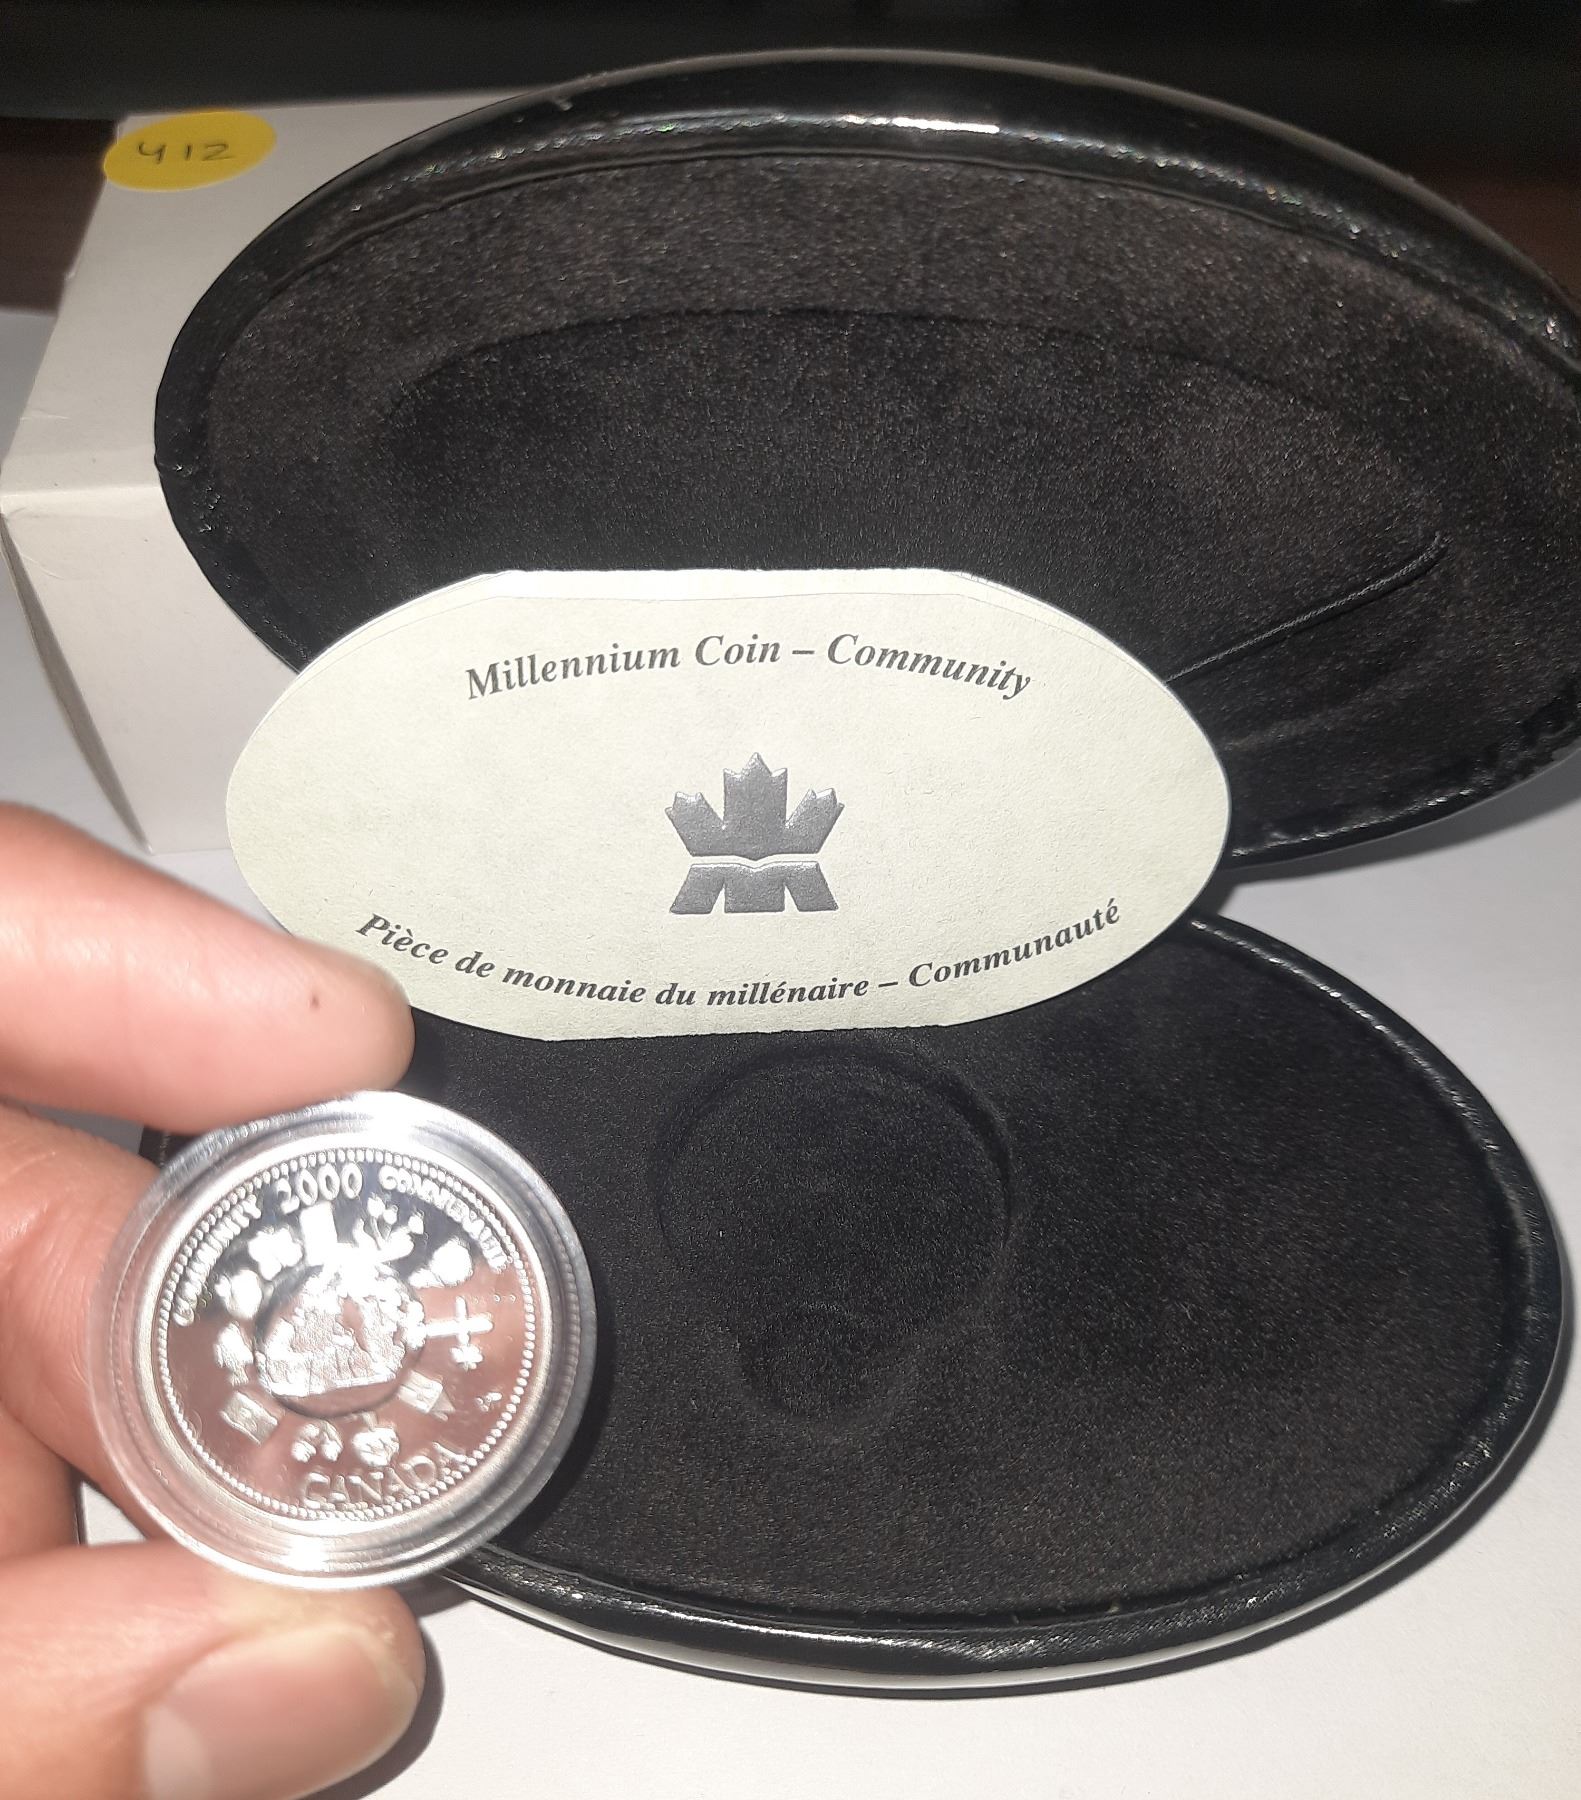 412
Millennium Coin – Community
Pièce de monnaie du millénaire – Communauté
COMMUNITY 2000 COMMUNAUTÉ
CANADA